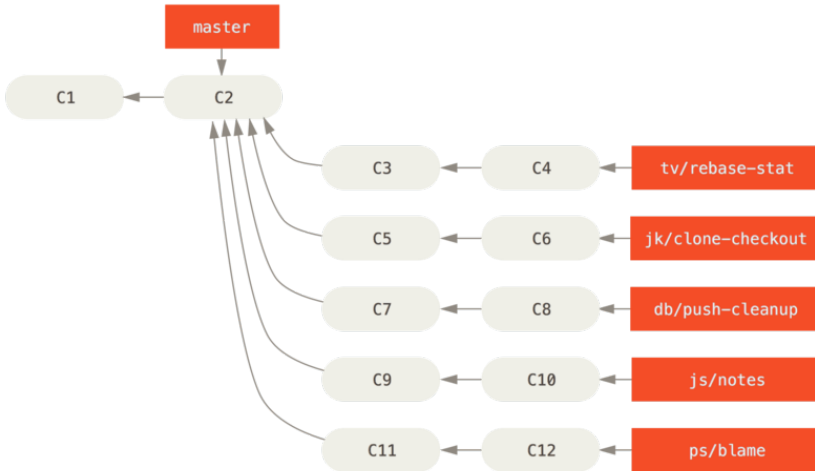 master
C1
C2
C3
C4
tv/rebase-stat
C5
C6
jk/clone-checkout
C7
C8
db/push-cleanup
C9
C10
js/notes
C11
C12
ps/blame